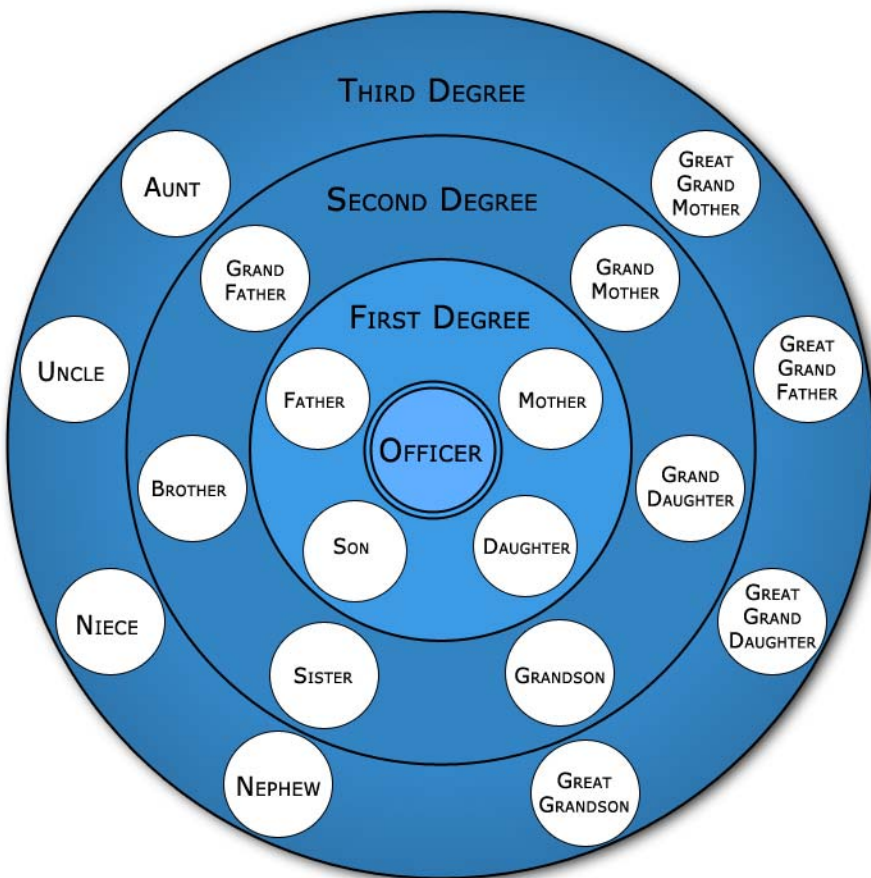 Third Degree
Aunt
Great
Grand
Mother
Second Degree
Grand
Father
Grand
Mother
First Degree
Uncle
Great
Grand
Father
Father
Mother
Officer
Brother
Grand
Daughter
Son
Daughter
Niece
Great
Grand
Daughter
Sister
Grandson
Nephew
Great
Grandson